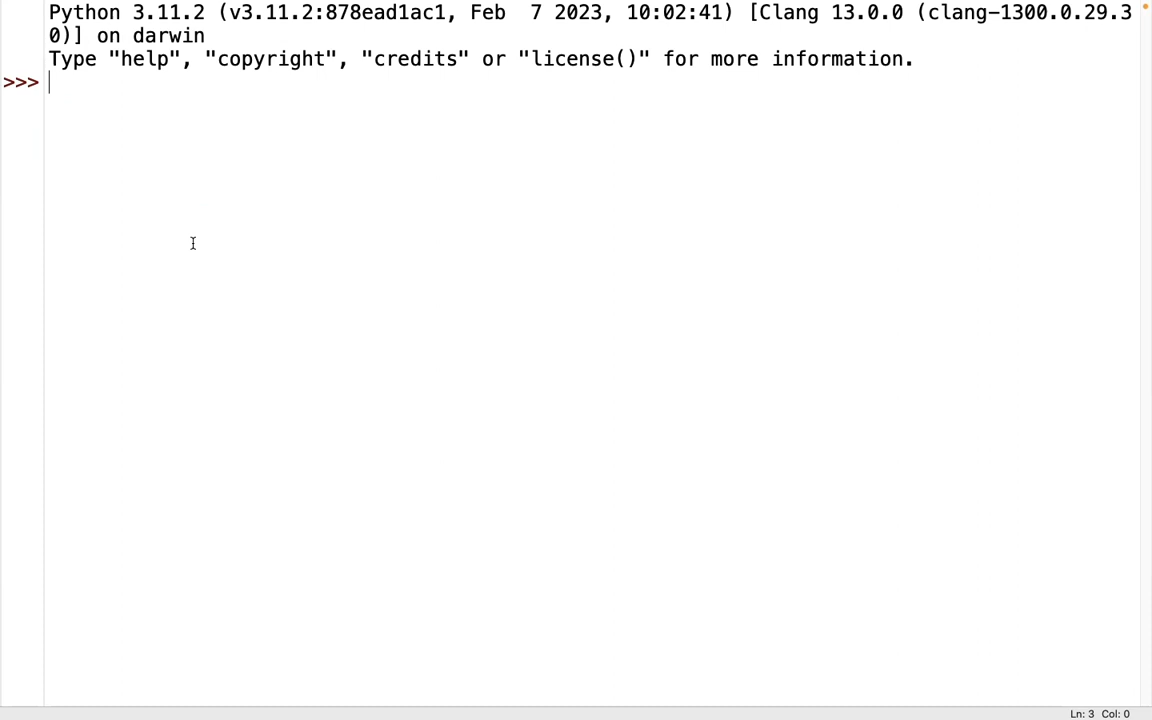 Python 3.11.2 (v3.11.2:878ead1ac1, Feb  7 2023, 10:02:41) [Clang 13.0.0 (clang-1300.0.29.3
0)] on darwin
Type "help", "copyright", "credits" or "license()" for more information.
>>>
Ln: 3  Col: 0